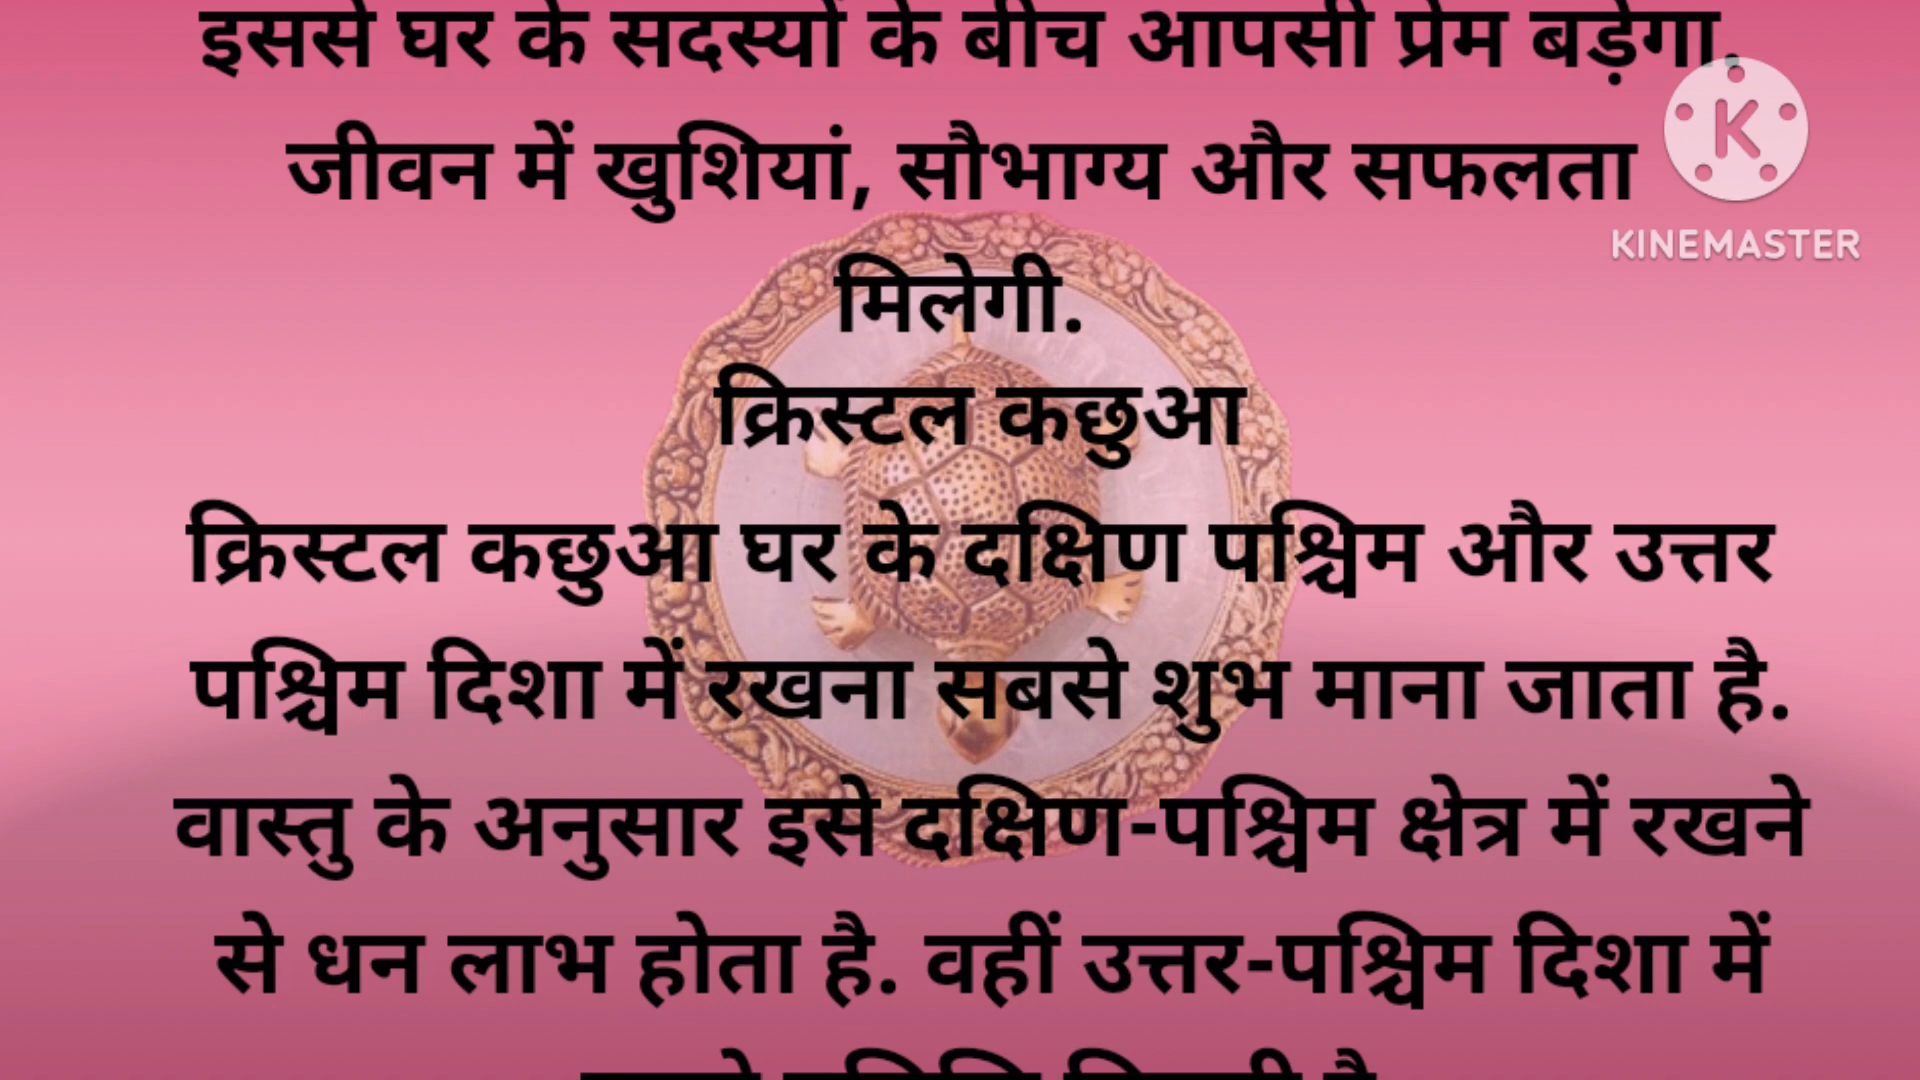 इससे घर के सदस्यों के बीच आपसी प्रेम बड़ेगा.
जीवन में खुशियां, सौभाग्य और सफलता
KINEMASTER
मिलेगी.
क्रिस्टल कछुआ
क्रिस्टल कछुआ घर के दक्षिण पश्चिम और उत्तर
पश्चिम दिशा में रखना सबसे शुभ माना जाता है.
वास्तु के अनुसार इसे दक्षिण-पश्चिम क्षेत्र में रखने
से धन लाभ होता है. वहीं उत्तर-पश्चिम दिशा में